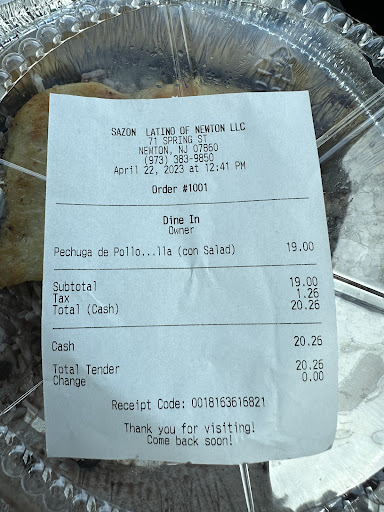 SAZON LATINO OF NEWTON LLC
71 SPRING ST
NEWTON, NJ 07860
(973) 383-9850
April 22, 2023 at 12:41 PM
Order #1001
Dine In
Owner
Pechuga de Pollo...lla (con Salad) 19.00
Subtotal 19.00
Tax 1.26
Total (Cash) 20.26
Cash 20.26
Total Tender 20.26
Change 0.00
Receipt Code: 0018163616821
Thank you for visiting!
Come back soon!